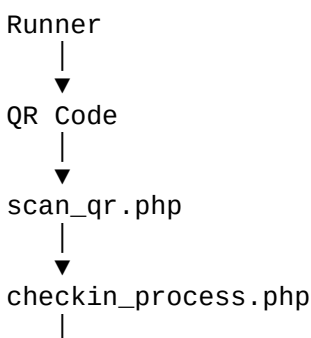 Runner
│
▼
QR Code
│
▼
scan_qr.php
│
▼
checkin_process.php
│